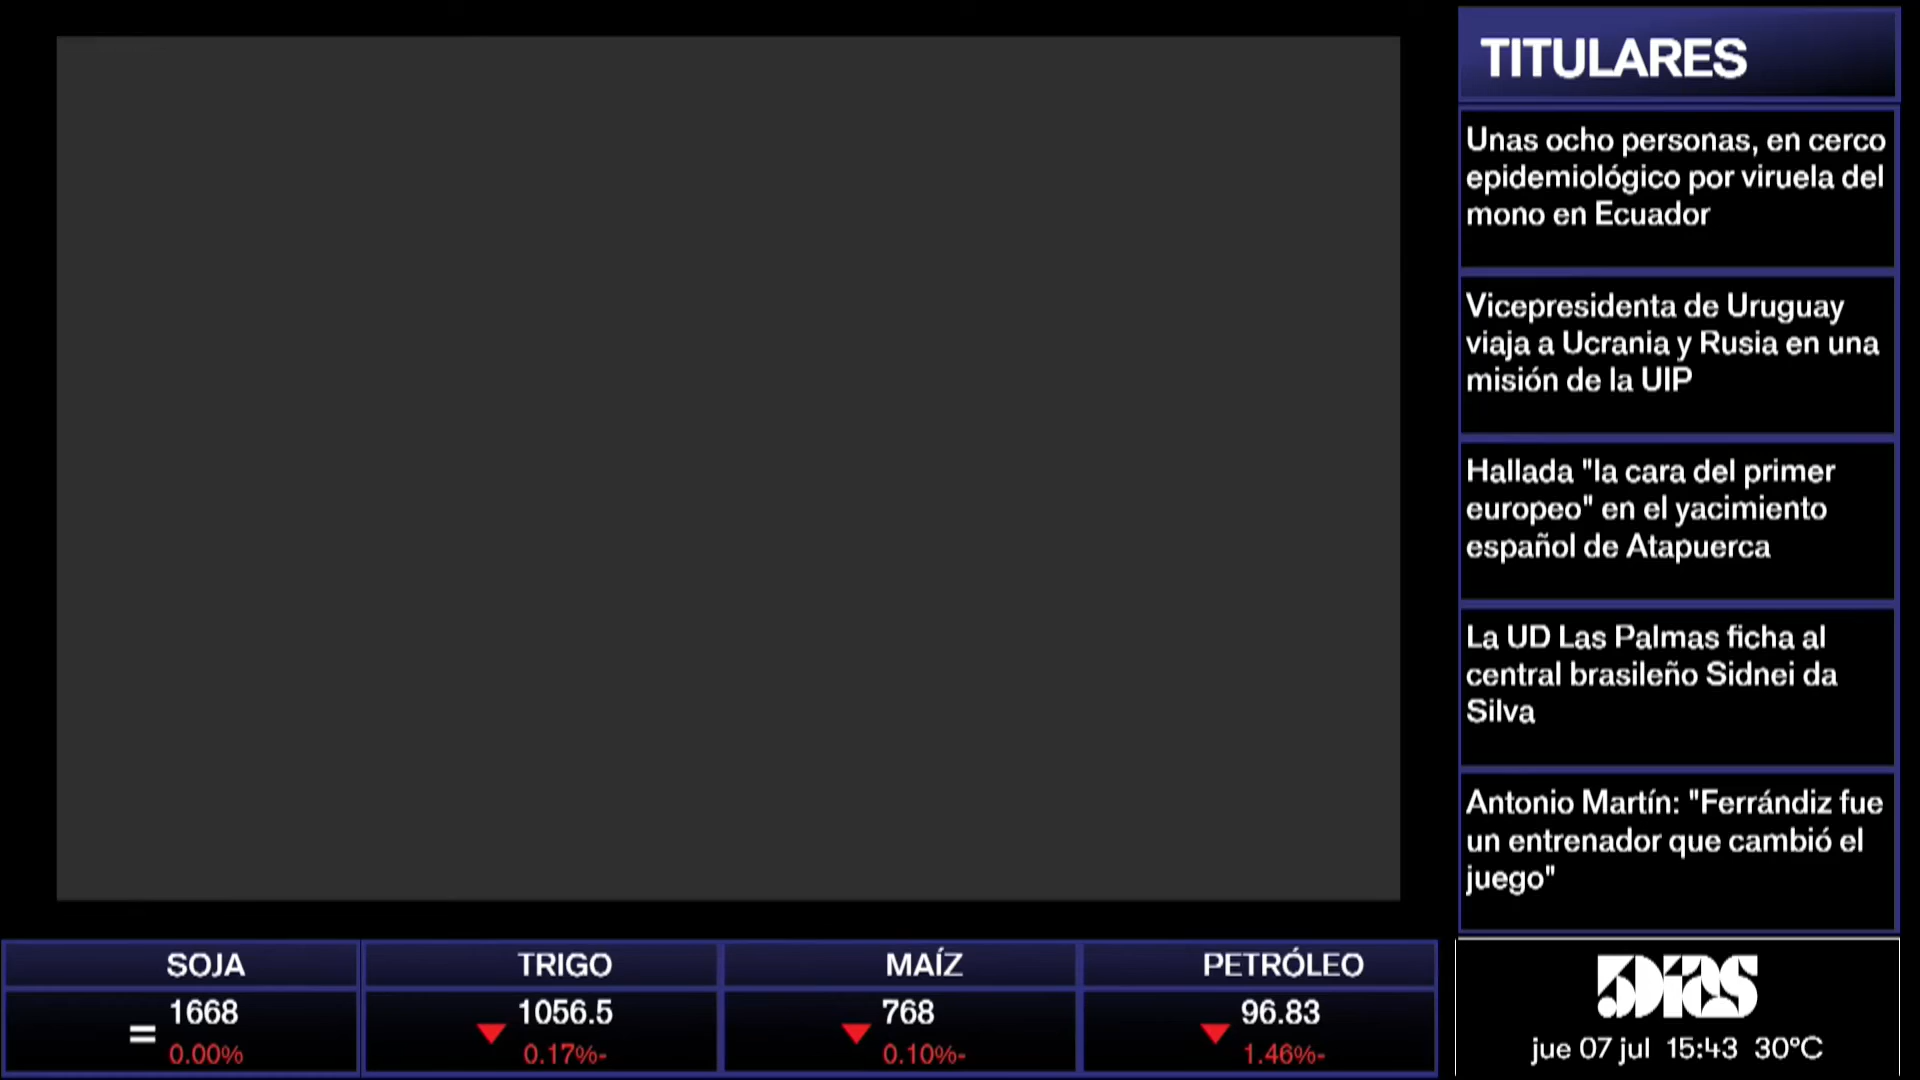 TITULARES
Unas ocho personas, en cerco
epidemiológico por viruela del
mono en Ecuador
Vicepresidenta de Uruguay
viaja a Ucrania y Rusia en una
misión de la UIP
Hallada "la cara del primer
europeo" en el yacimiento
español de Atapuerca
La UD Las Palmas ficha al
central brasileño Sidnei da
Silva
Antonio Martín: "Ferrándiz fue
un entrenador que cambió el
juego"
SOJA
= 1668
0.00%
TRIGO
1056.5
0.17%-
MAÍZ
768
0.10%-
PETRÓLEO
96.83
1.46%-
5Días
jue 07 jul 15:43 30°C